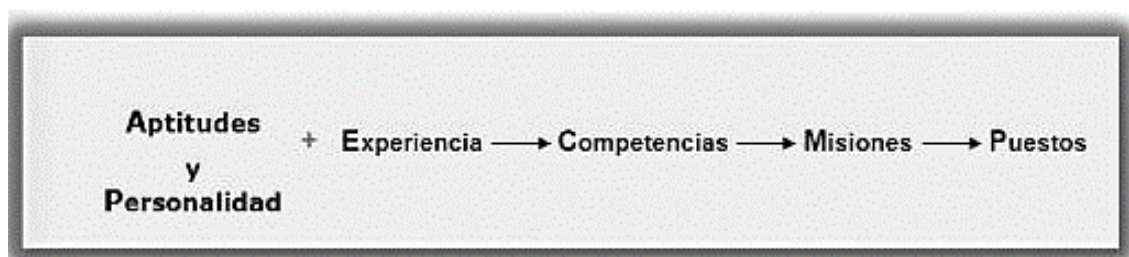 Aptitudes
y
Personalidad
+ Experiencia → Competencias → Misiones → Puestos